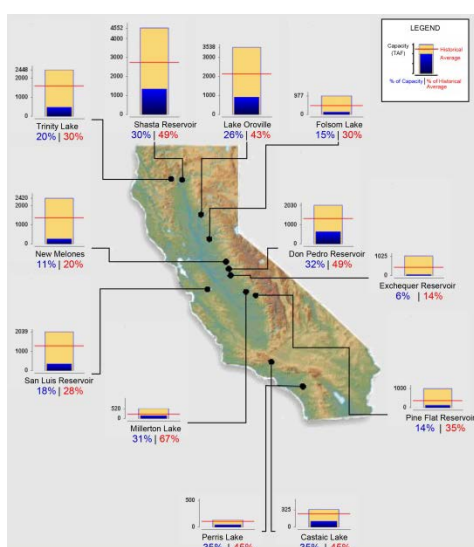 LEGEND
Capacity
(TAF)
Historical
Average
% of Capacity | % of Historical
Average
4552
4000
3000
2000
1000
0
Shasta Reservoir
30% | 49%
3538
3000
2000
1000
0
Lake Oroville
26% | 43%
977
0
Folsom Lake
15% | 30%
2448
2000
1000
0
Trinity Lake
20% | 30%
2420
2000
1000
0
New Melones
11% | 20%
2030
1000
0
Don Pedro Reservoir
32% | 49%
1025
0
Exchequer Reservoir
6% | 14%
2039
1000
0
San Luis Reservoir
18% | 28%
520
0
Millerton Lake
31% | 67%
1000
0
Pine Flat Reservoir
14% | 35%
500
0
Perris Lake
35% | 45%
325
0
Castaic Lake
35% | 45%